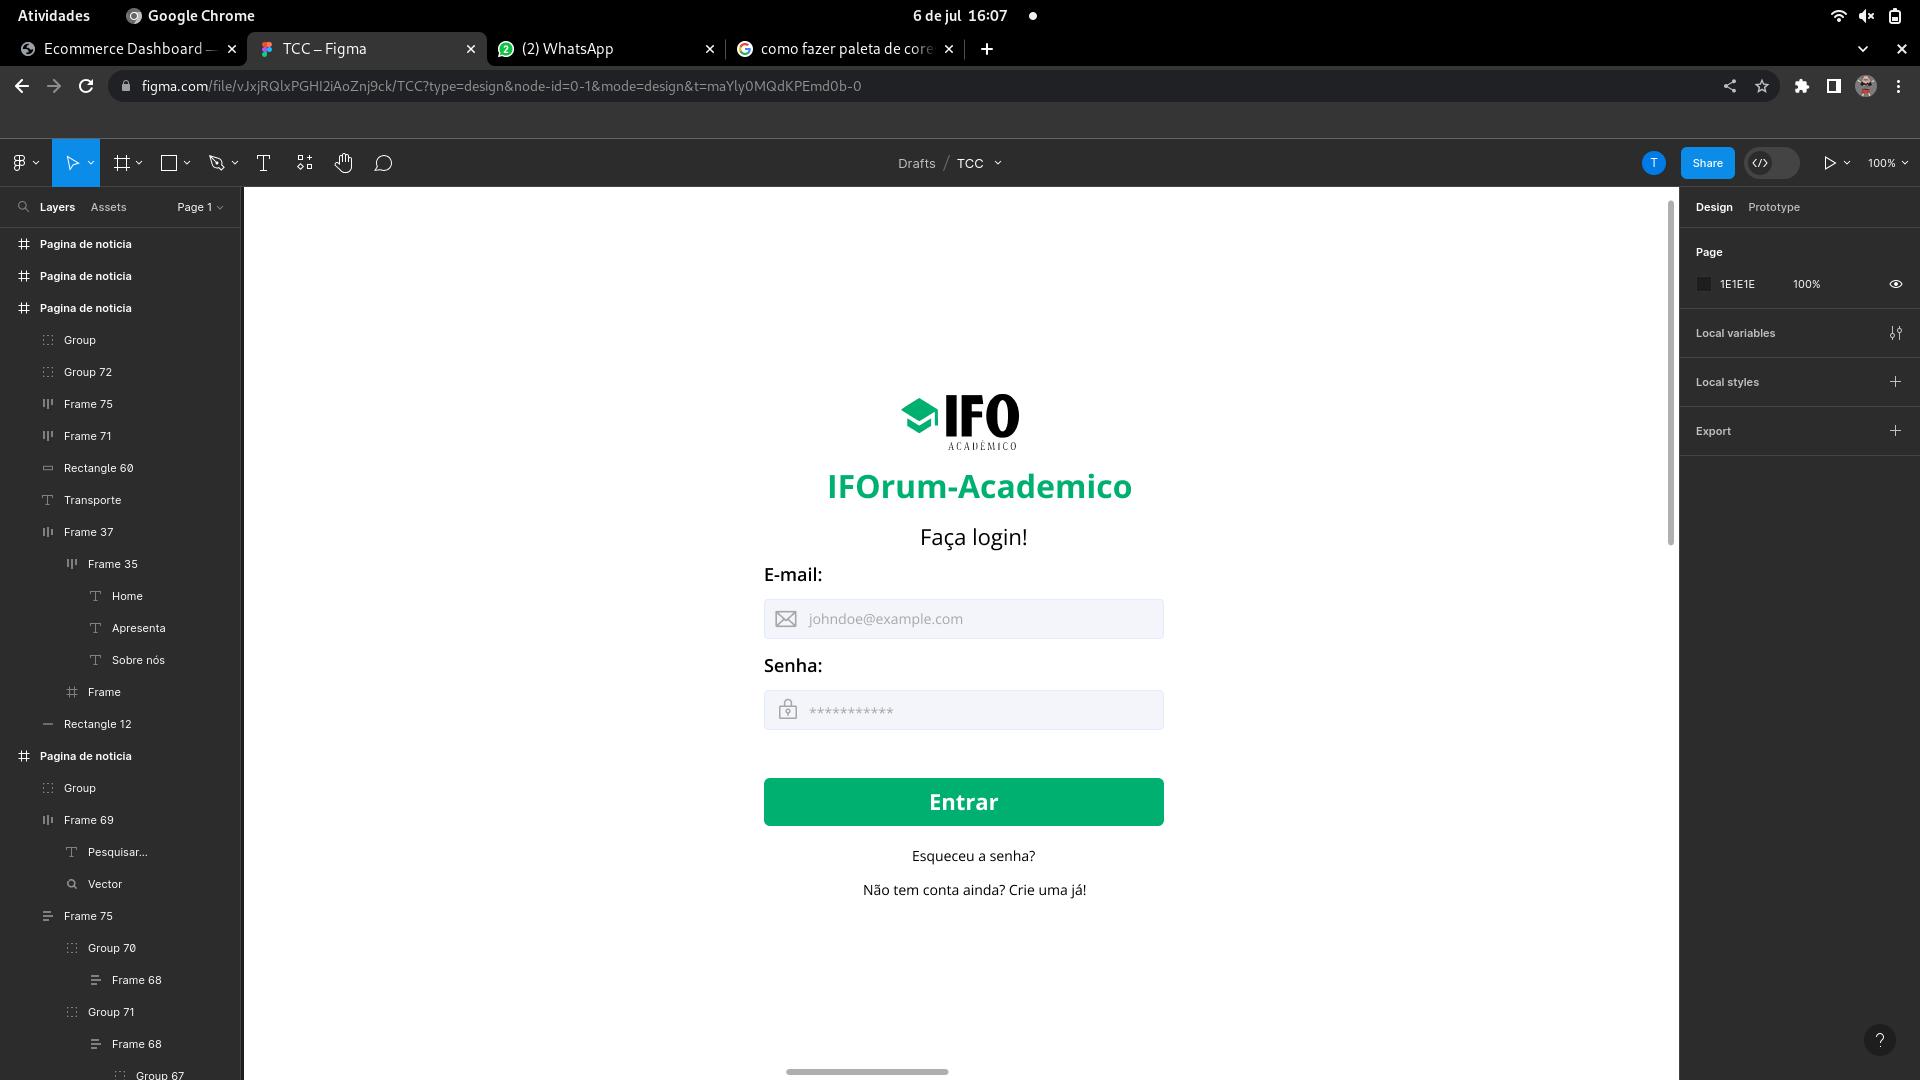 Atividades
Google Chrome
6 de jul 16:07
Ecommerce Dashboard –
TCC – Figma
(2) WhatsApp
como fazer paleta de core
figma.com/file/vJxjRQlxPGHI2iAoZnj9ck/TCC?type=design&node-id=0-1&mode=design&t=maYly0MQdKPEmd0b-0
Drafts / TCC
T
Share
100%
Layers
Assets
Page 1
Design
Prototype
Pagina de noticia
Pagina de noticia
Pagina de noticia
Group
Group 72
Frame 75
Frame 71
Rectangle 60
Transporte
Frame 37
Frame 35
Home
Apresenta
Sobre nós
Frame
Rectangle 12
Pagina de noticia
Group
Frame 69
Pesquisar...
Vector
Frame 75
Group 70
Frame 68
Group 71
Frame 68
Group 67
IFO
ACADÊMICO
IFOrum-Academico
Faça login!
E-mail:
johndoe@example.com
Senha:
***********
Entrar
Esqueceu a senha?
Não tem conta ainda? Crie uma já!
Page
1E1E1E
100%
Local variables
Local styles
Export
?